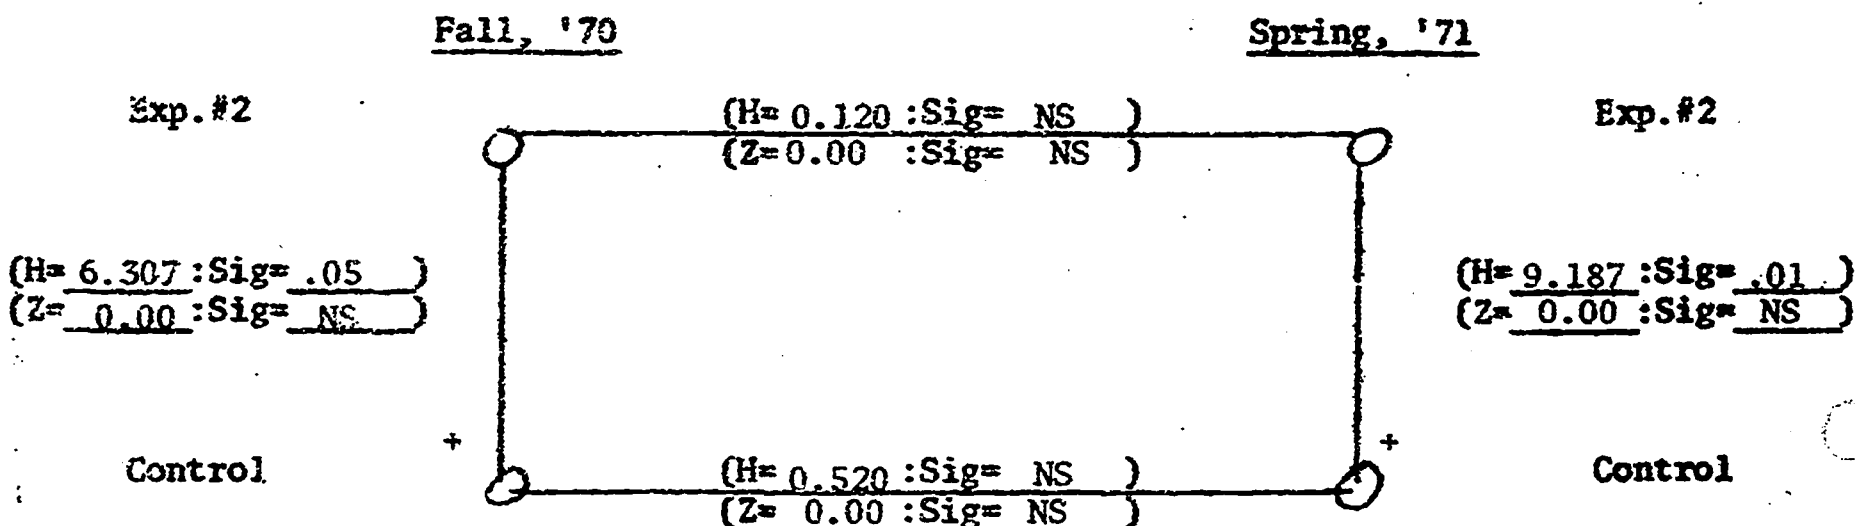 Fall, '70 Spring, '71
Exp.#2 (H= 0.120 :Sig= NS ) Exp.#2
(Z= 0.00 :Sig= NS )
(H= 6.307 :Sig= .05 ) (H= 9.187 :Sig= .01 )
(Z= 0.00 :Sig= NS ) (Z= 0.00 :Sig= NS )
+ +
Control (H= 0.520 :Sig= NS ) Control
(Z= 0.00 :Sig= NS )